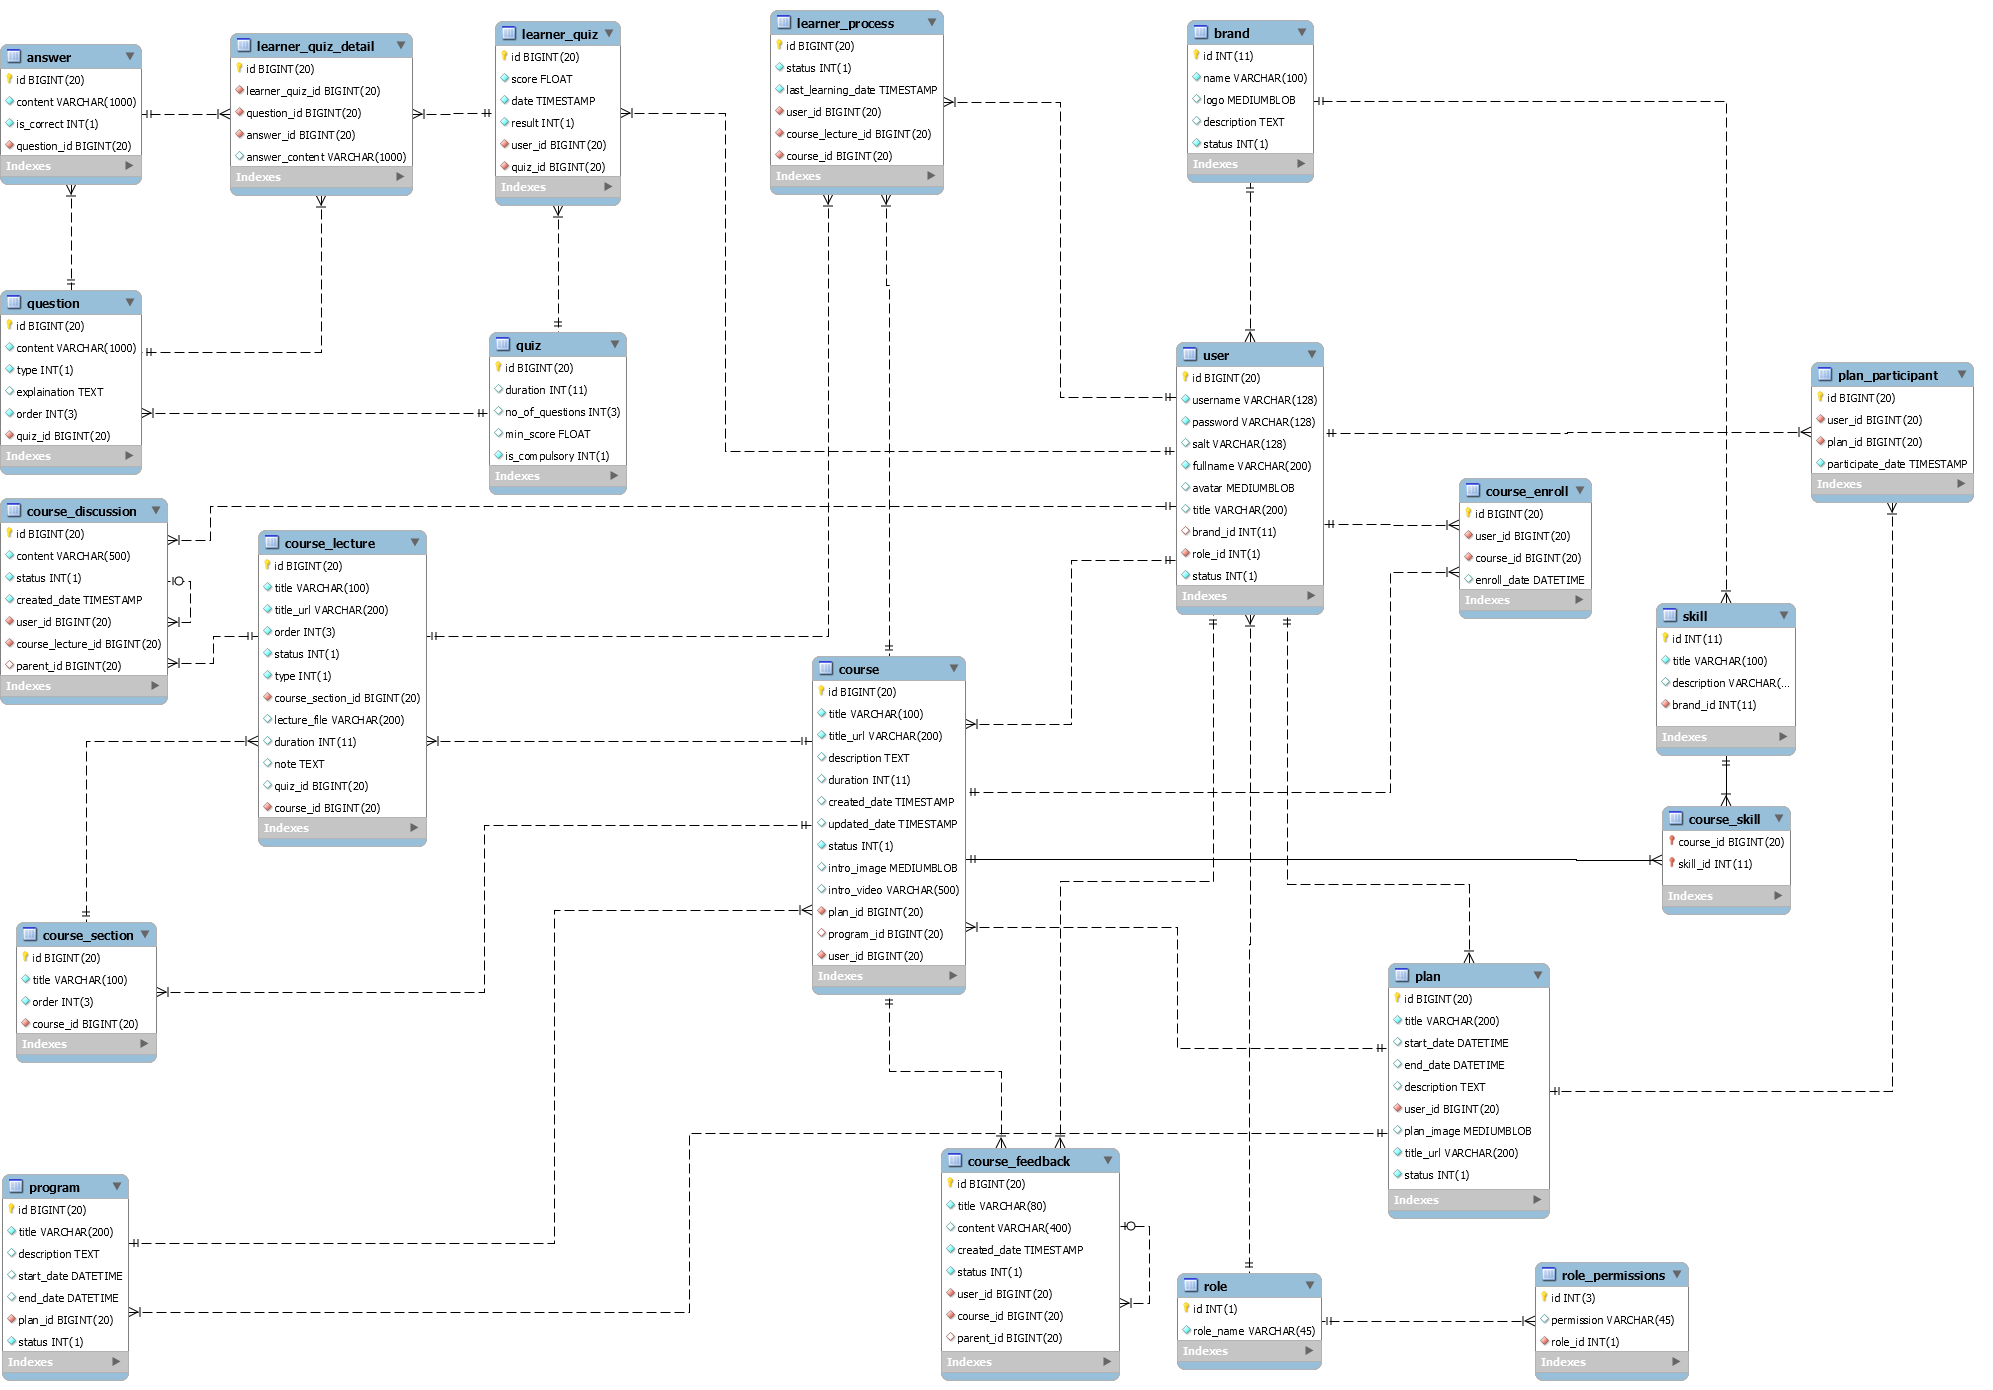 answer
id BIGINT(20)
content VARCHAR(1000)
is_correct INT(1)
question_id BIGINT(20)
Indexes
learner_quiz_detail
id BIGINT(20)
learner_quiz_id BIGINT(20)
question_id BIGINT(20)
answer_id BIGINT(20)
answer_content VARCHAR(1000)
Indexes
learner_quiz
id BIGINT(20)
score FLOAT
date TIMESTAMP
result INT(1)
user_id BIGINT(20)
quiz_id BIGINT(20)
Indexes
learner_process
id BIGINT(20)
status INT(1)
last_learning_date TIMESTAMP
user_id BIGINT(20)
course_lecture_id BIGINT(20)
course_id BIGINT(20)
Indexes
brand
id INT(11)
name VARCHAR(100)
logo MEDIUMBLOB
description TEXT
status INT(1)
Indexes
question
id BIGINT(20)
content VARCHAR(1000)
type INT(1)
explaination TEXT
order INT(3)
quiz_id BIGINT(20)
Indexes
quiz
id BIGINT(20)
duration INT(11)
no_of_questions INT(3)
min_score FLOAT
is_compulsory INT(1)
Indexes
user
id BIGINT(20)
username VARCHAR(128)
password VARCHAR(128)
salt VARCHAR(128)
fullname VARCHAR(200)
avatar MEDIUMBLOB
title VARCHAR(200)
brand_id INT(11)
role_id INT(1)
status INT(1)
Indexes
plan_participant
id BIGINT(20)
user_id BIGINT(20)
plan_id BIGINT(20)
participate_date TIMESTAMP
Indexes
course_enroll
id BIGINT(20)
user_id BIGINT(20)
course_id BIGINT(20)
enroll_date DATETIME
Indexes
course_discussion
id BIGINT(20)
content VARCHAR(500)
status INT(1)
created_date TIMESTAMP
user_id BIGINT(20)
course_lecture_id BIGINT(20)
parent_id BIGINT(20)
Indexes
course_lecture
id BIGINT(20)
title VARCHAR(100)
title_url VARCHAR(200)
order INT(3)
status INT(1)
type INT(1)
course_section_id BIGINT(20)
lecture_file VARCHAR(200)
duration INT(11)
note TEXT
quiz_id BIGINT(20)
course_id BIGINT(20)
Indexes
skill
id INT(11)
title VARCHAR(100)
description VARCHAR(...
brand_id INT(11)
Indexes
course
id BIGINT(20)
title VARCHAR(100)
title_url VARCHAR(200)
description TEXT
duration INT(11)
created_date TIMESTAMP
updated_date TIMESTAMP
status INT(1)
intro_image MEDIUMBLOB
intro_video VARCHAR(500)
plan_id BIGINT(20)
program_id BIGINT(20)
user_id BIGINT(20)
Indexes
course_skill
course_id BIGINT(20)
skill_id INT(11)
Indexes
course_section
id BIGINT(20)
title VARCHAR(100)
order INT(3)
course_id BIGINT(20)
Indexes
plan
id BIGINT(20)
title VARCHAR(200)
start_date DATETIME
end_date DATETIME
description TEXT
user_id BIGINT(20)
plan_image MEDIUMBLOB
title_url VARCHAR(200)
status INT(1)
Indexes
program
id BIGINT(20)
title VARCHAR(200)
description TEXT
start_date DATETIME
end_date DATETIME
plan_id BIGINT(20)
status INT(1)
Indexes
course_feedback
id BIGINT(20)
title VARCHAR(80)
content VARCHAR(400)
created_date TIMESTAMP
status INT(1)
user_id BIGINT(20)
course_id BIGINT(20)
parent_id BIGINT(20)
Indexes
role
id INT(1)
role_name VARCHAR(45)
Indexes
role_permissions
id INT(3)
permission VARCHAR(45)
role_id INT(1)
Indexes